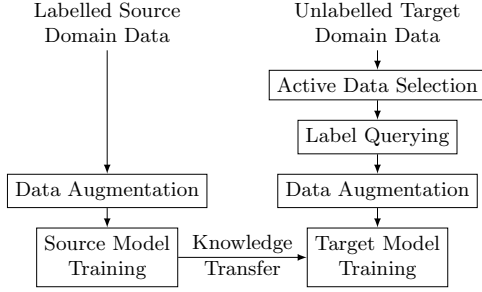 Labelled Source
Domain Data
Unlabelled Target
Domain Data
Active Data Selection
Label Querying
Data Augmentation
Data Augmentation
Source Model
Training
Knowledge
Transfer
Target Model
Training